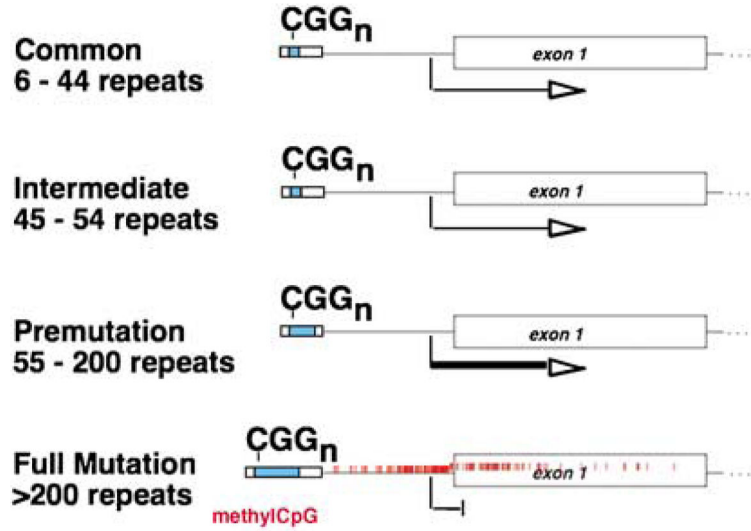 CGGn
Common
6 - 44 repeats
exon 1
CGGn
Intermediate
45 - 54 repeats
exon 1
CGGn
Premutation
55 - 200 repeats
exon 1
CGGn
Full Mutation
>200 repeats
exon 1
methylCpG